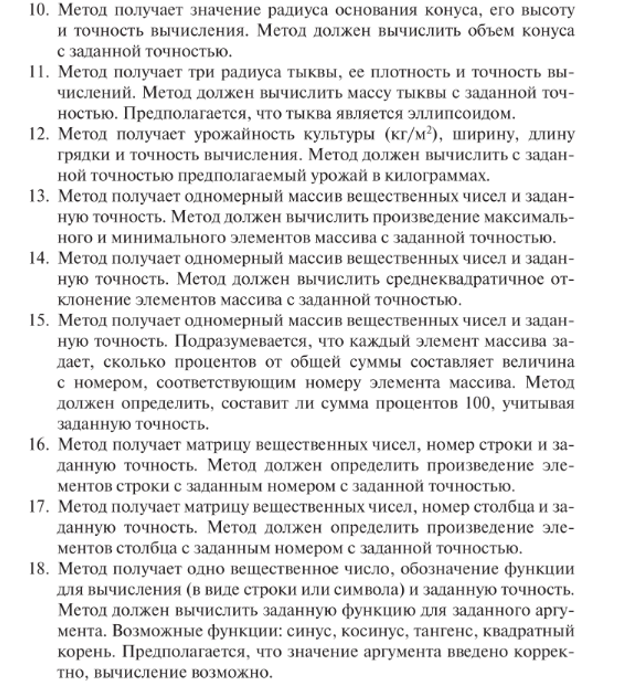 10. Метод получает значение радиуса основания конуса, его высоту
и точность вычисления. Метод должен вычислить объем конуса
с заданной точностью.
11. Метод получает три радиуса тыквы, ее плотность и точность вы-
числений. Метод должен вычислить массу тыквы с заданной точ-
ностью. Предполагается, что тыква является эллипсоидом.
12. Метод получает урожайность культуры (кг/м²), ширину, длину
грядки и точность вычисления. Метод должен вычислить с задан-
ной точностью предполагаемый урожай в килограммах.
13. Метод получает одномерный массив вещественных чисел и задан-
ную точность. Метод должен вычислить произведение максималь-
ного и минимального элементов массива с заданной точностью.
14. Метод получает одномерный массив вещественных чисел и задан-
ную точность. Метод должен вычислить среднеквадратичное от-
клонение элементов массива с заданной точностью.
15. Метод получает одномерный массив вещественных чисел и задан-
ную точность. Подразумевается, что каждый элемент массива за-
дает, сколько процентов от общей суммы составляет величина
с номером, соответствующим номеру элемента массива. Метод
должен определить, составит ли сумма процентов 100, учитывая
заданную точность.
16. Метод получает матрицу вещественных чисел, номер строки и за-
данную точность. Метод должен определить произведение эле-
ментов строки с заданным номером с заданной точностью.
17. Метод получает матрицу вещественных чисел, номер столбца и за-
данную точность. Метод должен определить произведение эле-
ментов столбца с заданным номером с заданной точностью.
18. Метод получает одно вещественное число, обозначение функции
для вычисления (в виде строки или символа) и заданную точность.
Метод должен вычислить заданную функцию для заданного аргу-
мента. Возможные функции: синус, косинус, тангенс, квадратный
корень. Предполагается, что значение аргумента введено коррек-
тно, вычисление возможно.